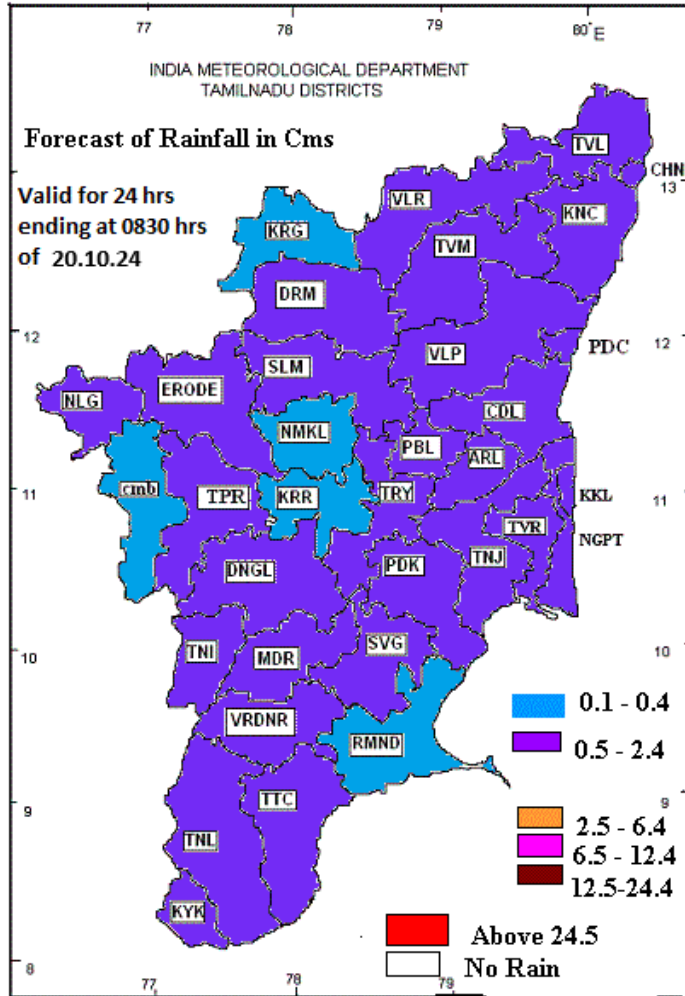 77 78 79 80° E
INDIA METEOROLOGICAL DEPARTMENT
TAMILNADU DISTRICTS
Forecast of Rainfall in Cms
Valid for 24 hrs
ending at 0830 hrs
of 20.10.24
TVL
CHN
13
VLR
KNC
KRG
TVM
DRM
12
12
PDC
VLP
SLM
ERODE
NLG
CDL
NMKL
PBL
ARL
cmb
11
TPR
KRR
TRY
KKL
11
TVR
NGPT
TNJ
PDK
DNGL
SVG
10
TNI
MDR
10
0.1 - 0.4
VRDNR
RMND
0.5 - 2.4
9
TTC
9
2.5 - 6.4
TNL
6.5 - 12.4
12.5-24.4
KYK
Above 24.5
8
No Rain
77 78 79